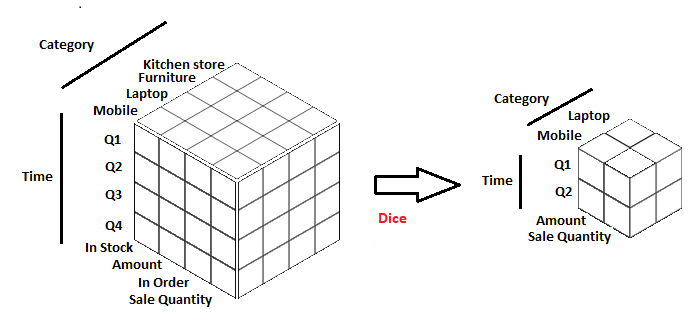 Category
Kitchen store
Furniture
Laptop
Mobile
Time
Q1
Q2
Q3
Q4
In Stock
Amount
In Order
Sale Quantity
Dice
Category
Laptop
Mobile
Time
Q1
Q2
Amount
Sale Quantity